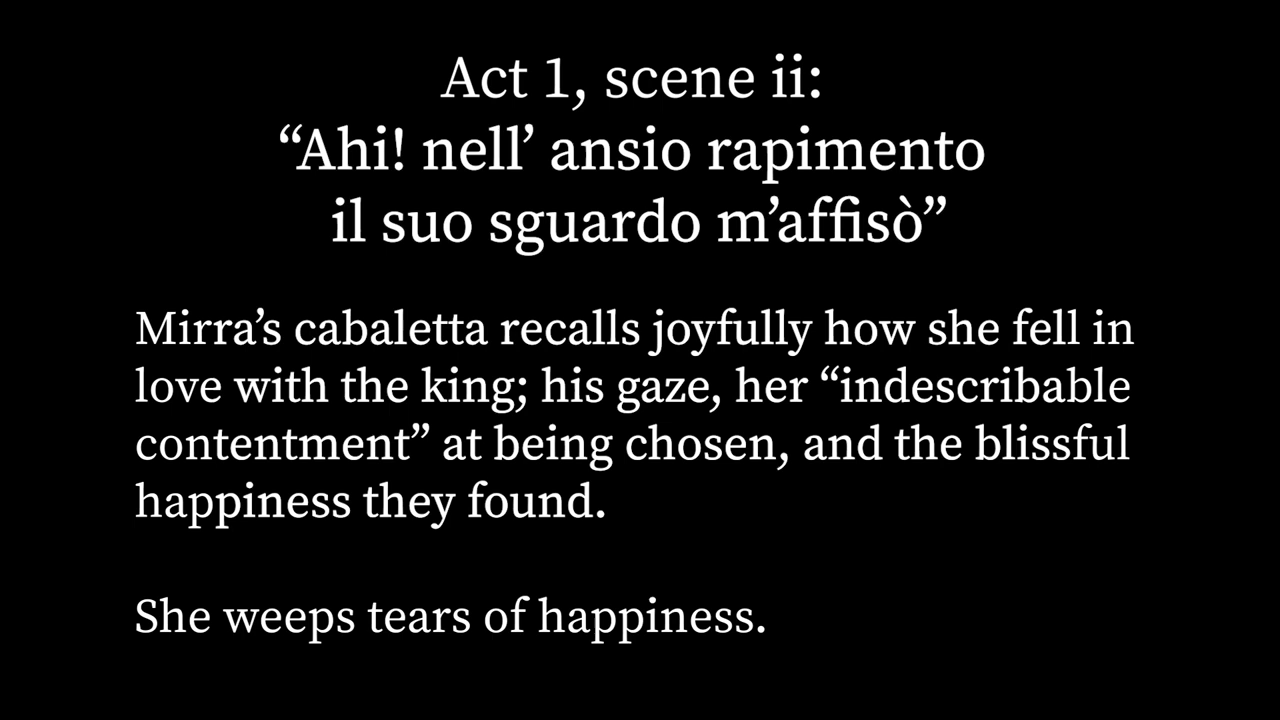 Act 1, scene ii:
“Ahi! nell’ ansio rapimento
il suo sguardo m’affisò”
Mirra’s cabaletta recalls joyfully how she fell in
love with the king; his gaze, her “indescribable
contentment” at being chosen, and the blissful
happiness they found.
She weeps tears of happiness.